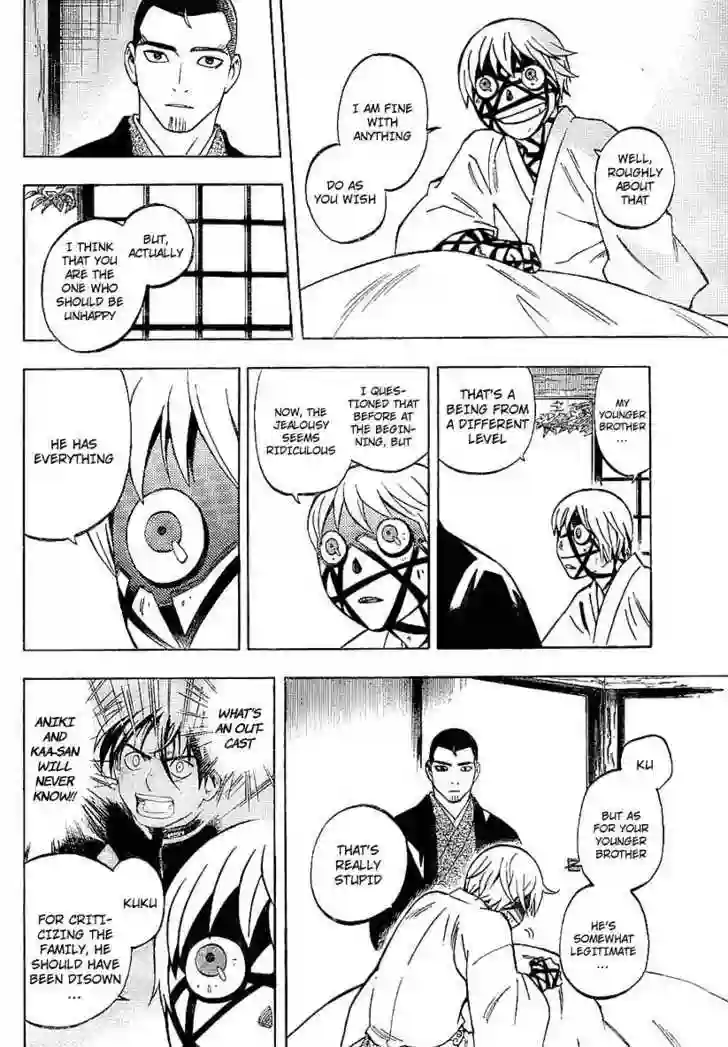 WELL,
ROUGHLY
ABOUT
THAT
I AM FINE
WITH
ANYTHING
DO AS
YOU WISH
BUT,
ACTUALLY
I THINK
THAT YOU
ARE THE
ONE WHO
SHOULD BE
UNHAPPY
MY
YOUNGER
BROTHER
...
THAT'S A
BEING FROM
A DIFFERENT
LEVEL
I QUES-
TIONED THAT
BEFORE AT
THE BEGIN-
NING, BUT
NOW, THE
JEALOUSY
SEEMS
RIDICULOUS
HE HAS
EVERYTHING
KU
BUT AS
FOR YOUR
YOUNGER
BROTHER
HE'S
SOMEWHAT
LEGITIMATE
...
THAT'S
REALLY
STUPID
WHAT'S
AN OUT-
CAST
ANIKI
AND
KAA-SAN
WILL
NEVER
KNOW!!
KUKU
FOR CRITI-
CIZING THE
FAMILY, HE
SHOULD HAVE
BEEN DISOWN
...